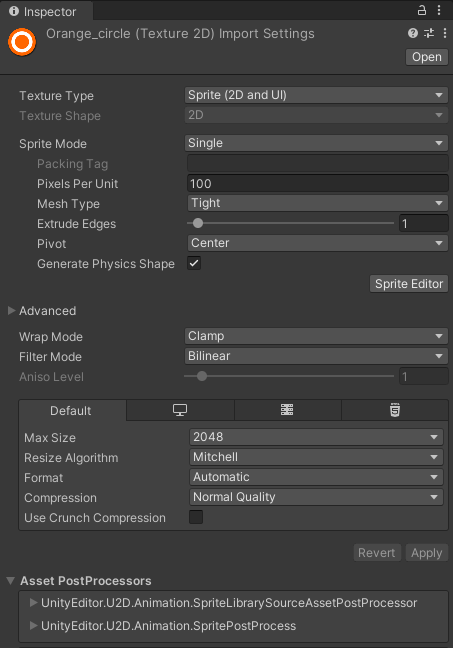 Inspector
Orange_circle (Texture 2D) Import Settings
Open
Texture Type Sprite (2D and UI)
Texture Shape 2D
Sprite Mode Single
Packing Tag
Pixels Per Unit 100
Mesh Type Tight
Extrude Edges 1
Pivot Center
Generate Physics Shape
Sprite Editor
Advanced
Wrap Mode Clamp
Filter Mode Bilinear
Aniso Level 1
Default
Max Size 2048
Resize Algorithm Mitchell
Format Automatic
Compression Normal Quality
Use Crunch Compression
Revert Apply
Asset PostProcessors
UnityEditor.U2D.Animation.SpriteLibrarySourceAssetPostProcessor
UnityEditor.U2D.Animation.SpritePostProcess